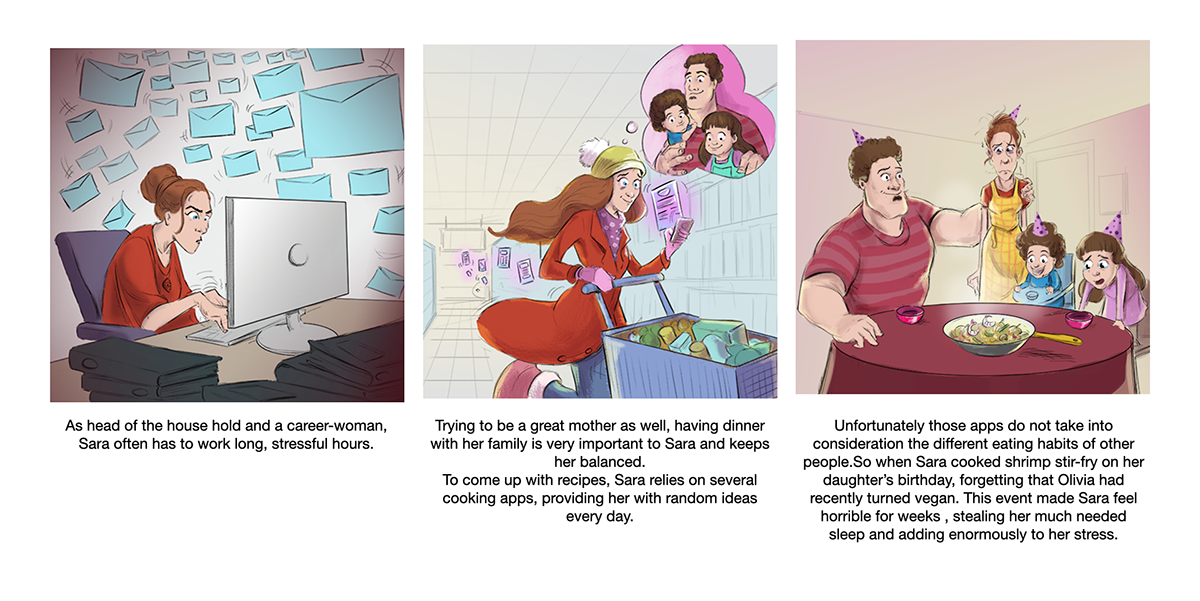 As head of the house hold and a career-woman,
Sara often has to work long, stressful hours.
Trying to be a great mother as well, having dinner
with her family is very important to Sara and keeps
her balanced.
To come up with recipes, Sara relies on several
cooking apps, providing her with random ideas
every day.
Unfortunately those apps do not take into
consideration the different eating habits of other
people.So when Sara cooked shrimp stir-fry on her
daughter’s birthday, forgetting that Olivia had
recently turned vegan. This event made Sara feel
horrible for weeks , stealing her much needed
sleep and adding enormously to her stress.